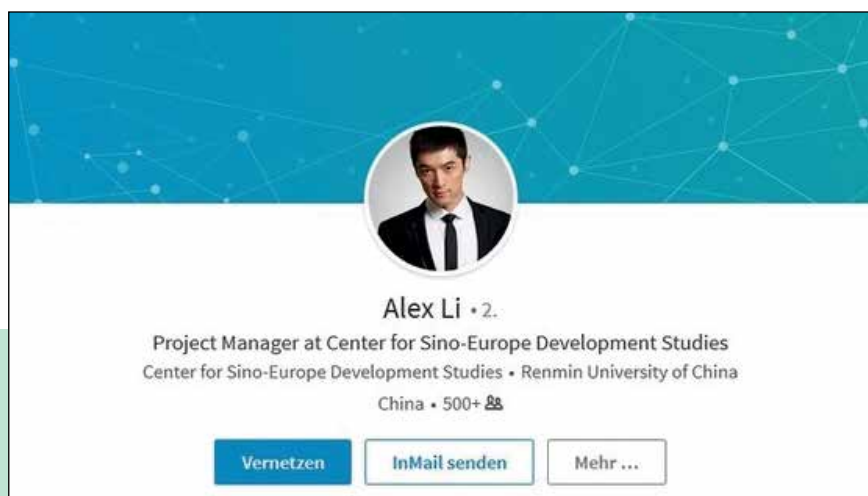 Alex Li • 2.
Project Manager at Center for Sino-Europe Development Studies
Center for Sino-Europe Development Studies • Renmin University of China
China • 500+
Vernetzen
InMail senden
Mehr ...